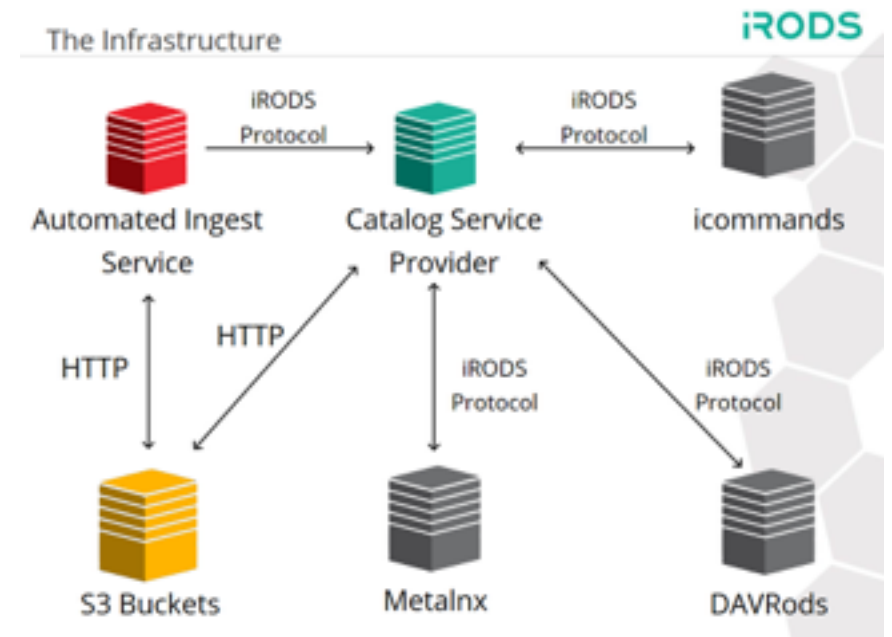 The Infrastructure
iRODS
iRODS
Protocol
iRODS
Protocol
Automated Ingest
Service
Catalog Service
Provider
icommands
HTTP
HTTP
iRODS
Protocol
iRODS
Protocol
S3 Buckets
Metalnx
DAVRods